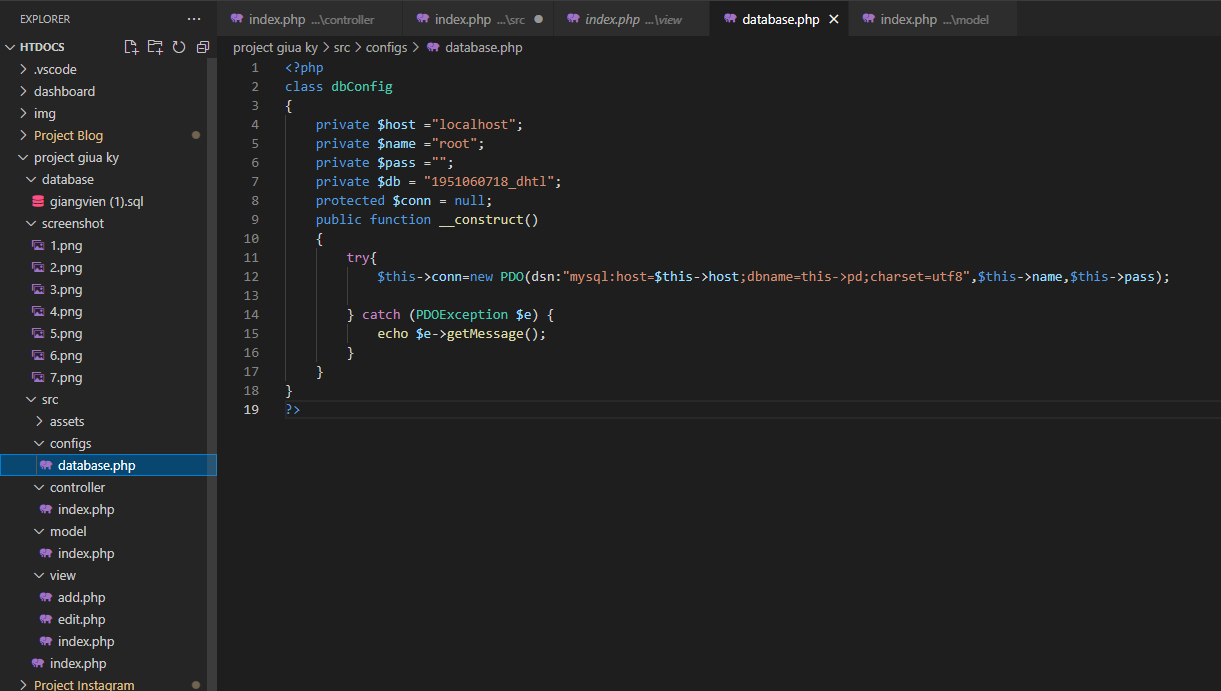 EXPLORER ···
HTDOCS
.vscode
dashboard
img
Project Blog
project giua ky
database
giangvien (1).sql
screenshot
1.png
2.png
3.png
4.png
5.png
6.png
7.png
src
assets
configs
database.php
controller
index.php
model
index.php
view
add.php
edit.php
index.php
index.php
Project Instagram
index.php ...\controller index.php ...\src index.php ...\view database.php index.php ...\model
project giua ky > src > configs > database.php
1 <?php
2 class dbConfig
3 {
4 private $host ="localhost";
5 private $name ="root";
6 private $pass ="";
7 private $db = "1951060718_dhtl";
8 protected $conn = null;
9 public function __construct()
10 {
11 try{
12 $this->conn=new PDO(dsn:"mysql:host=$this->host;dbname=this->pd;charset=utf8",$this->name,$this->pass);
13
14 } catch (PDOException $e) {
15 echo $e->getMessage();
16 }
17 }
18 }
19 ?>